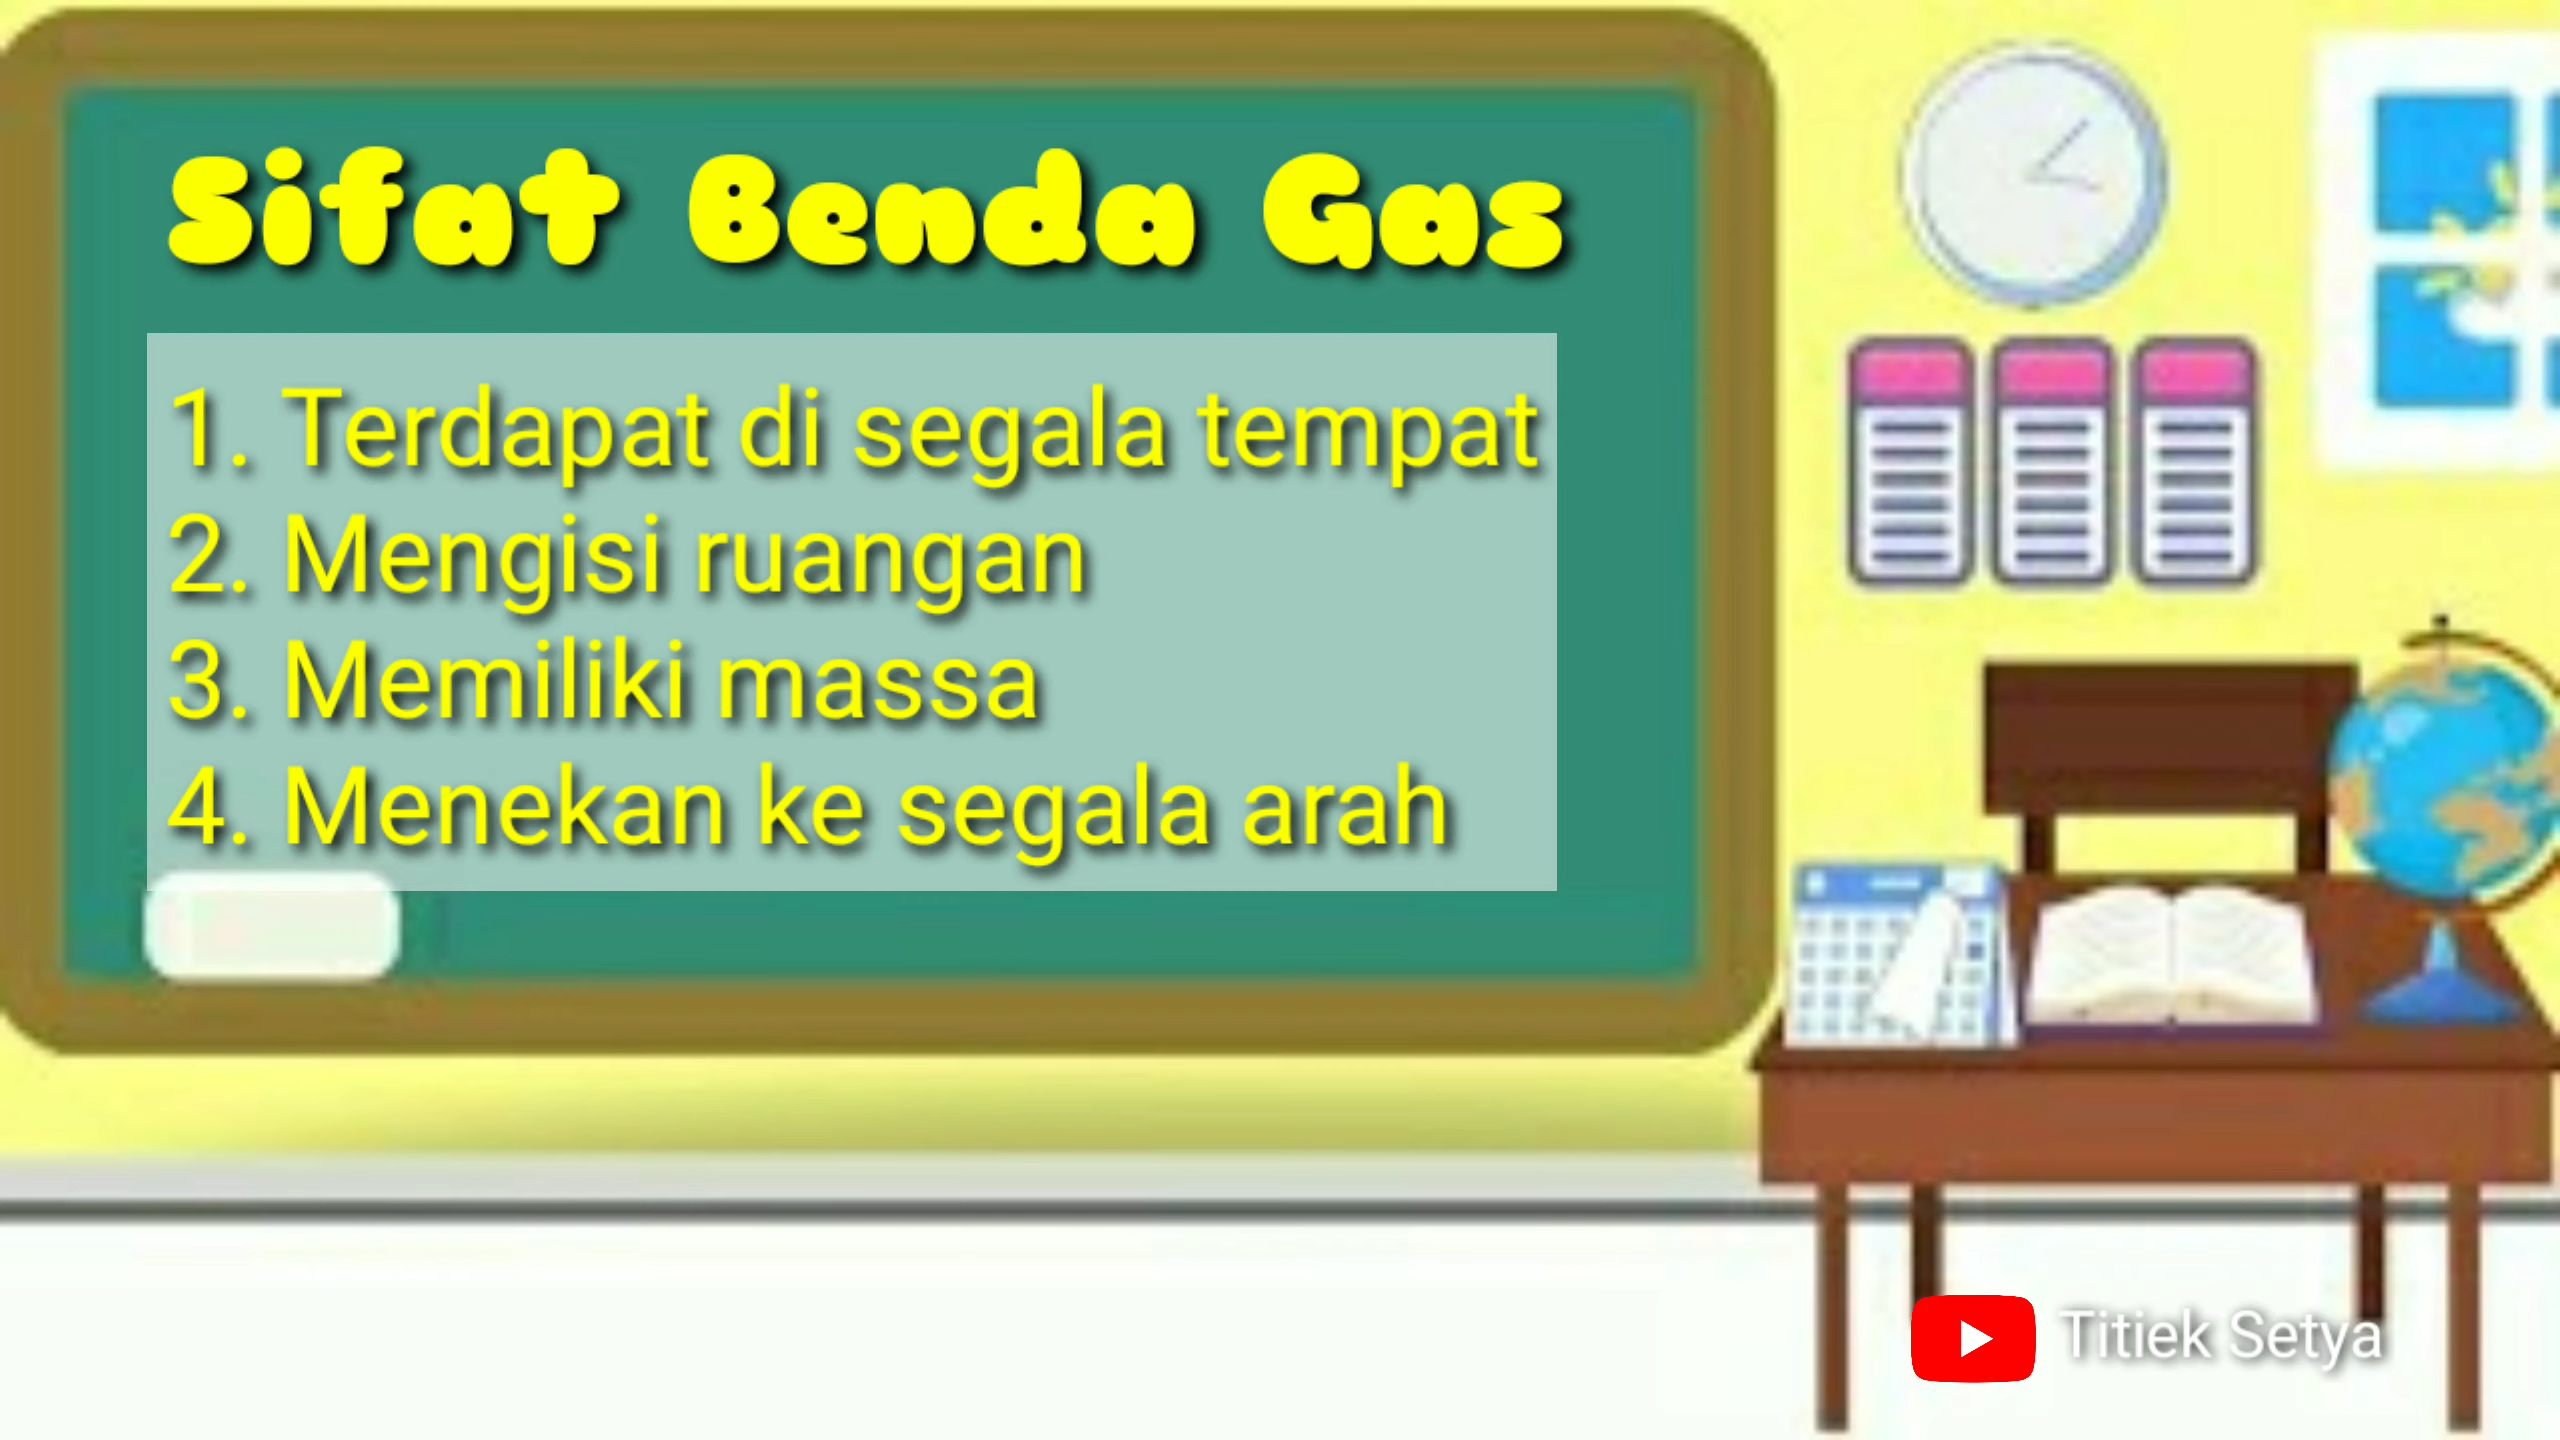 Sifat Benda Gas
1. Terdapat di segala tempat
2. Mengisi ruangan
3. Memiliki massa
4. Menekan ke segala arah
Titiek Setya